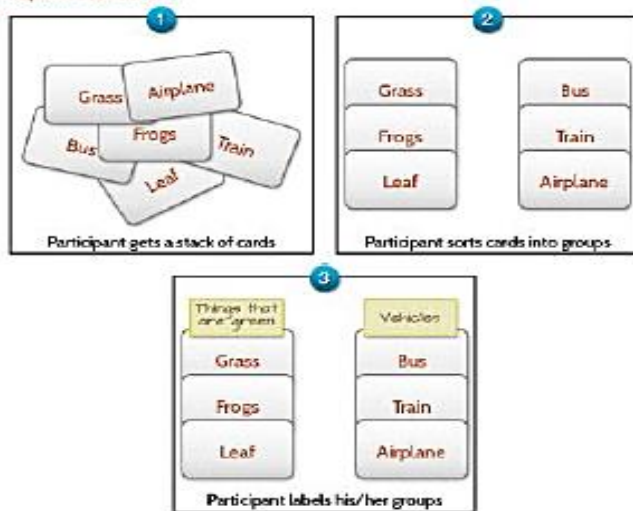 1
Grass
Airplane
Bus
Frogs
Train
Leaf
Participant gets a stack of cards
2
Grass
Frogs
Leaf
Bus
Train
Airplane
Participant sorts cards into groups
3
Things that
are "green"
Grass
Frogs
Leaf
Vehicles
Bus
Train
Airplane
Participant labels his/her groups